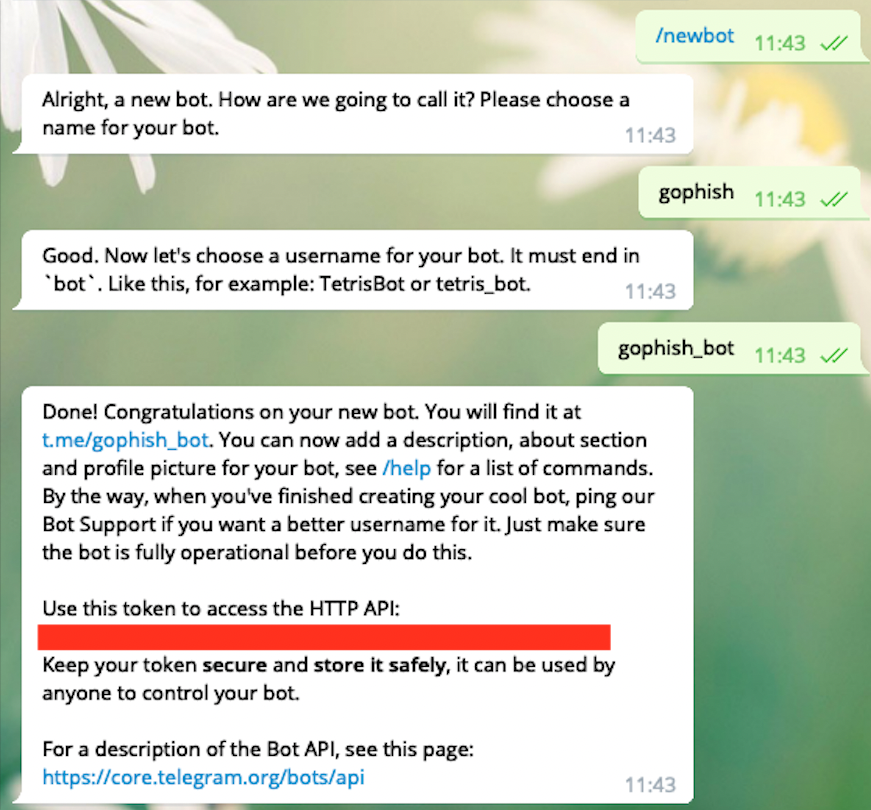 /newbot 11:43
Alright, a new bot. How are we going to call it? Please choose a
name for your bot.
11:43
gophish 11:43
Good. Now let's choose a username for your bot. It must end in
`bot`. Like this, for example: TetrisBot or tetris_bot.
11:43
gophish_bot 11:43
Done! Congratulations on your new bot. You will find it at
t.me/gophish_bot. You can now add a description, about section
and profile picture for your bot, see /help for a list of commands.
By the way, when you've finished creating your cool bot, ping our
Bot Support if you want a better username for it. Just make sure
the bot is fully operational before you do this.
Use this token to access the HTTP API:
Keep your token secure and store it safely, it can be used by
anyone to control your bot.
For a description of the Bot API, see this page:
https://core.telegram.org/bots/api
11:43